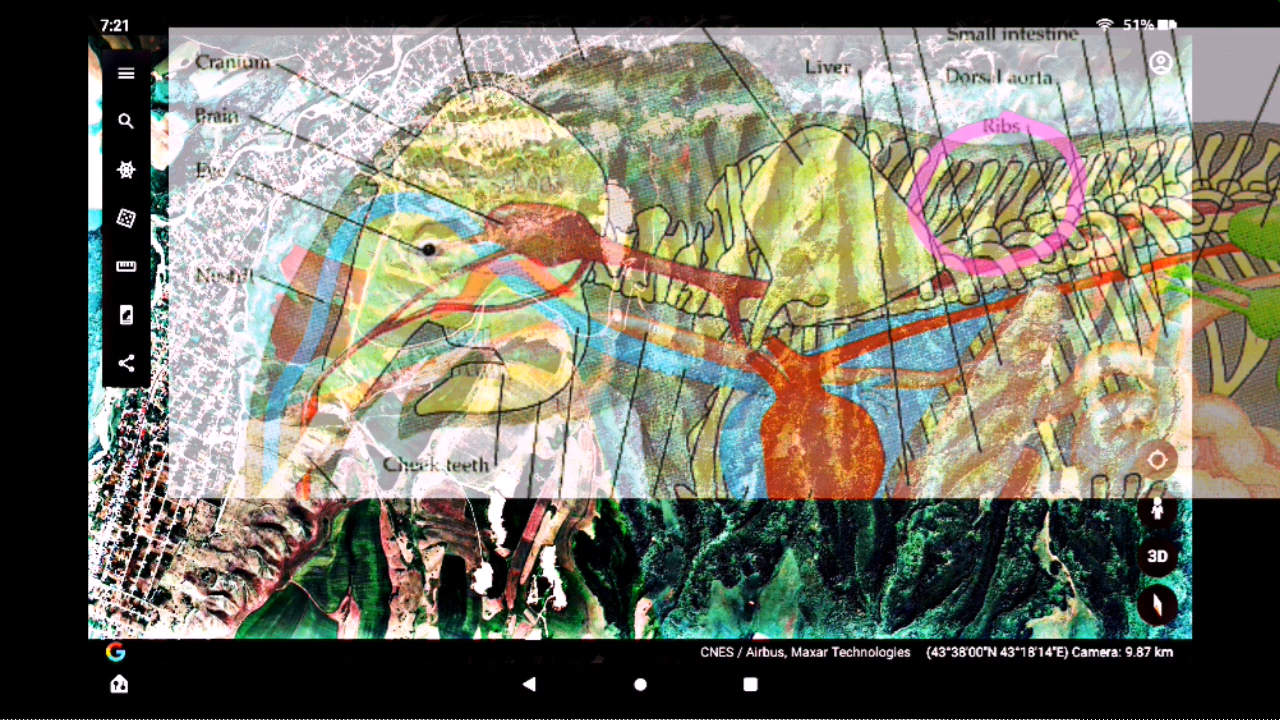 7:21
51%
Small intestine
Cranium
Liver
Dorsal aorta
Brain
Ribs
Eye
Nostril
Cheek teeth
3D
CNES / Airbus, Maxar Technologies (43°38'00"N 43°18'14"E) Camera: 9.87 km